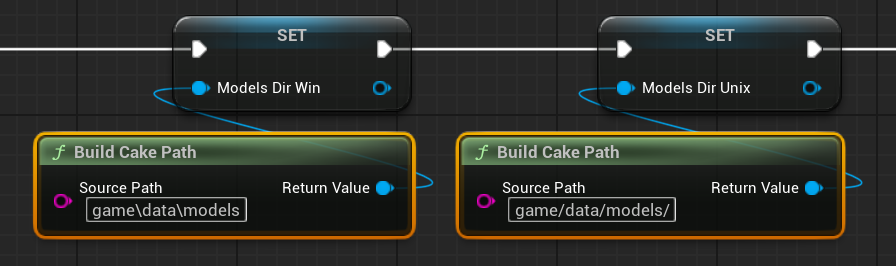 SET
Models Dir Win
SET
Models Dir Unix
f Build Cake Path
Source Path
game\data\models
Return Value
f Build Cake Path
Source Path
game/data/models/
Return Value